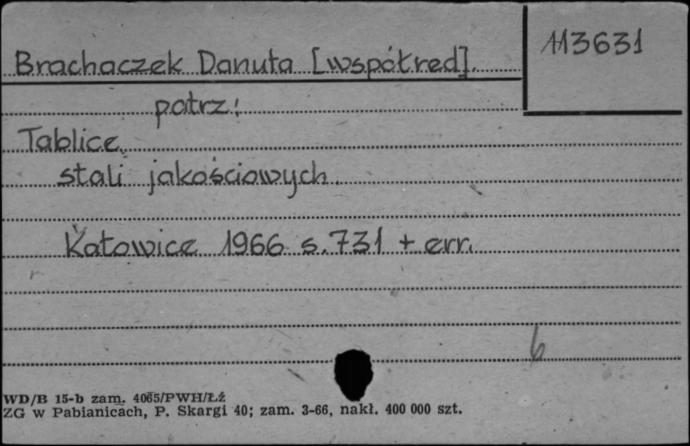 113631
Brachaczek Danuta [współred].
patrz:
Tablice
stali jakościowych.
Katowice 1966 s. 731 + err.
b
WD/B 15-b zam. 4065/PWH/Łź
ZG w Pabianicach, P. Skargi 40; zam. 3-66, nakł. 400 000 szt.